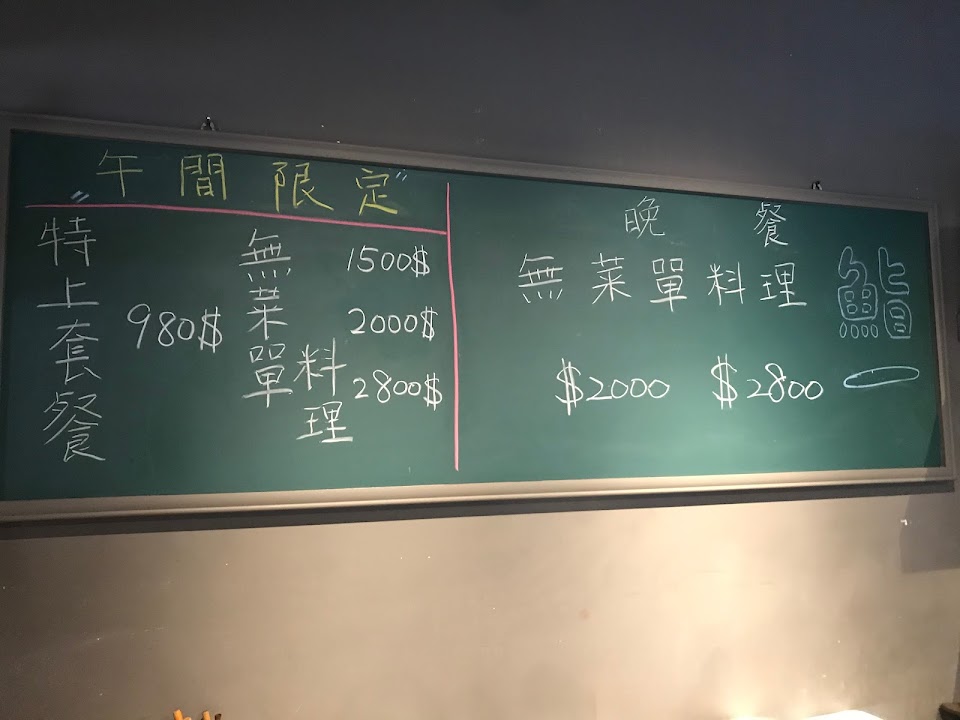 "午間限定"
特上套餐
980$
無菜單料理
1500$
2000$
2800$
晚餐
無菜單料理
$2000 $2800
鮨一